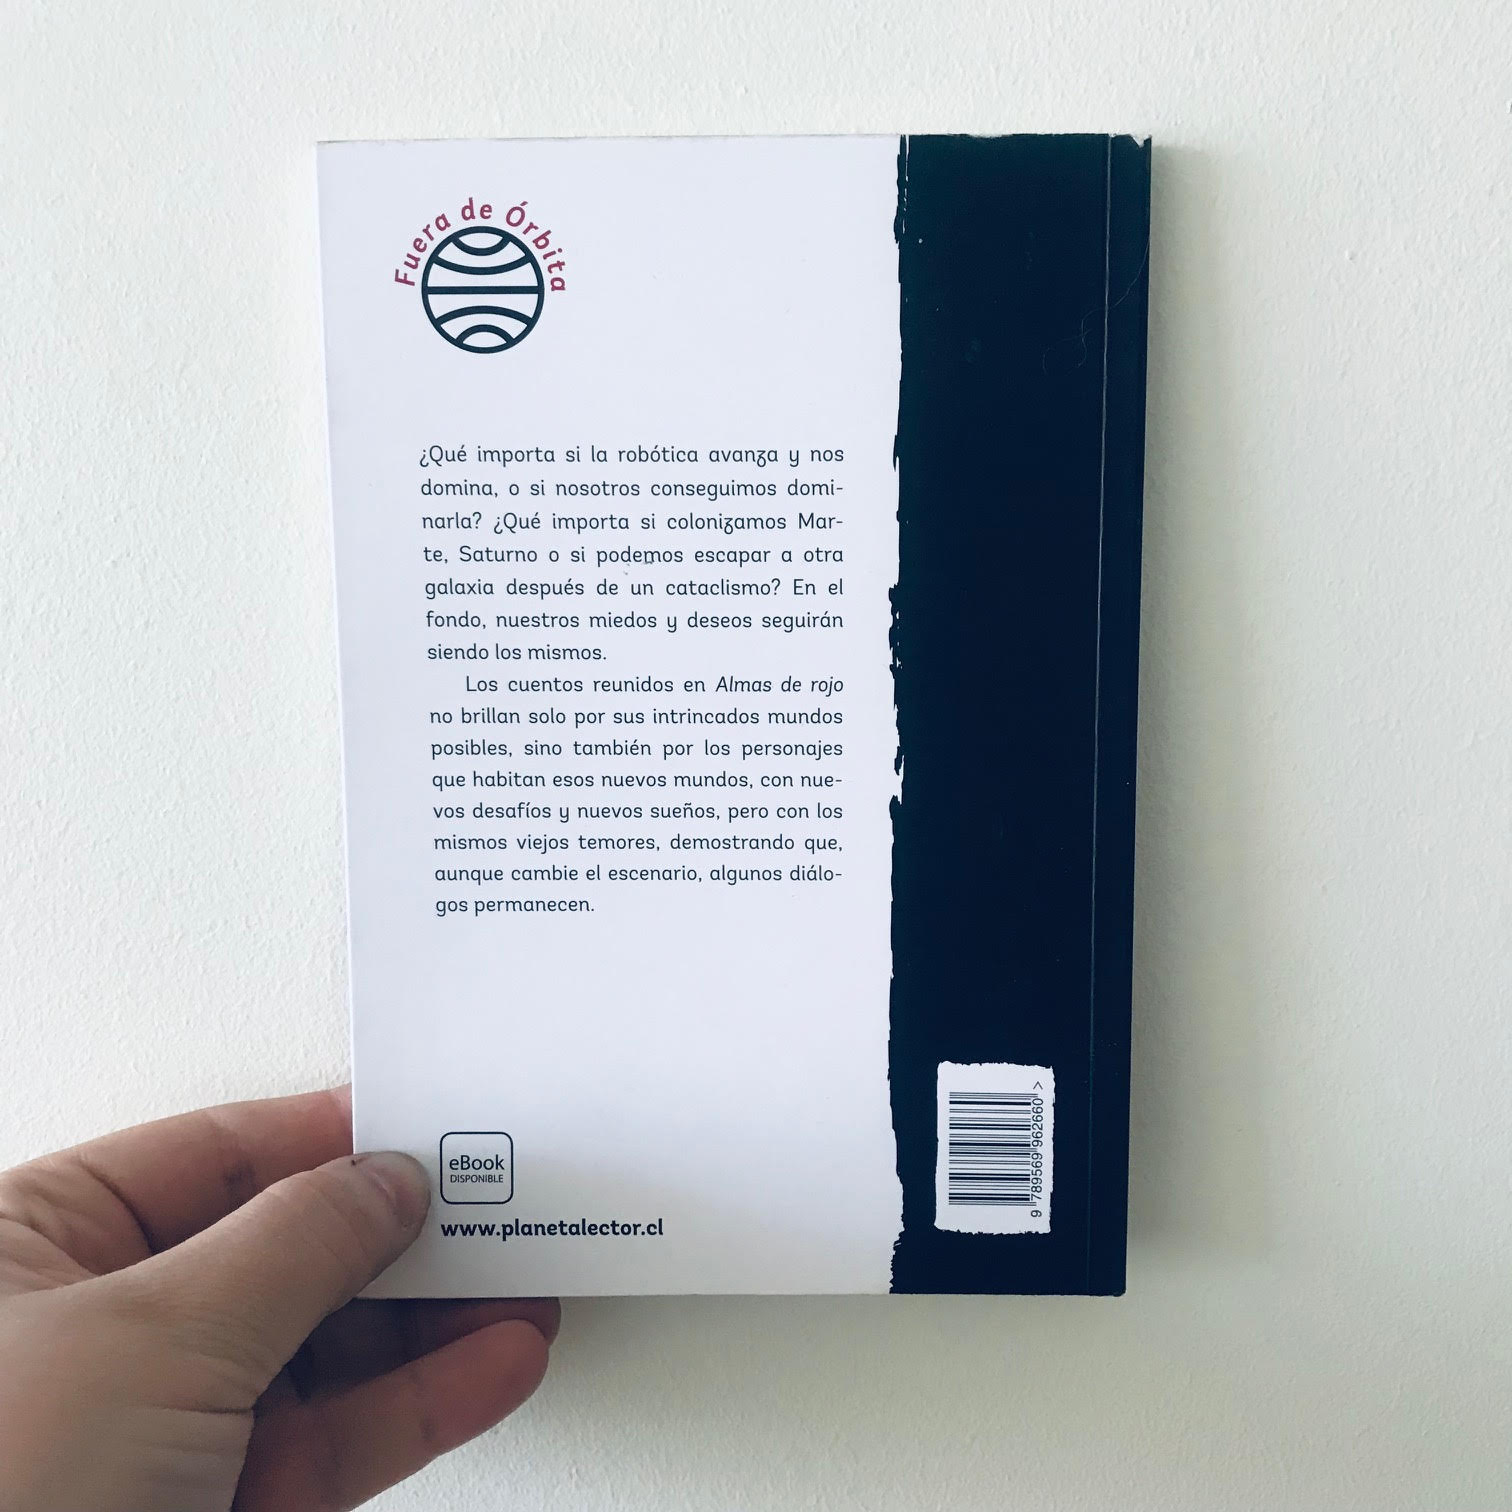 Fuera de Órbita
¿Qué importa si la robótica avanza y nos
domina, o si nosotros conseguimos domi-
narla? ¿Qué importa si colonizamos Mar-
te, Saturno o si podemos escapar a otra
galaxia después de un cataclismo? En el
fondo, nuestros miedos y deseos seguirán
siendo los mismos.
Los cuentos reunidos en Almas de rojo
no brillan solo por sus intrincados mundos
posibles, sino también por los personajes
que habitan esos nuevos mundos, con nue-
vos desafíos y nuevos sueños, pero con los
mismos viejos temores, demostrando que,
aunque cambie el escenario, algunos diálo-
gos permanecen.
eBook
DISPONIBLE
www.planetalector.cl
9 789569 962660 >